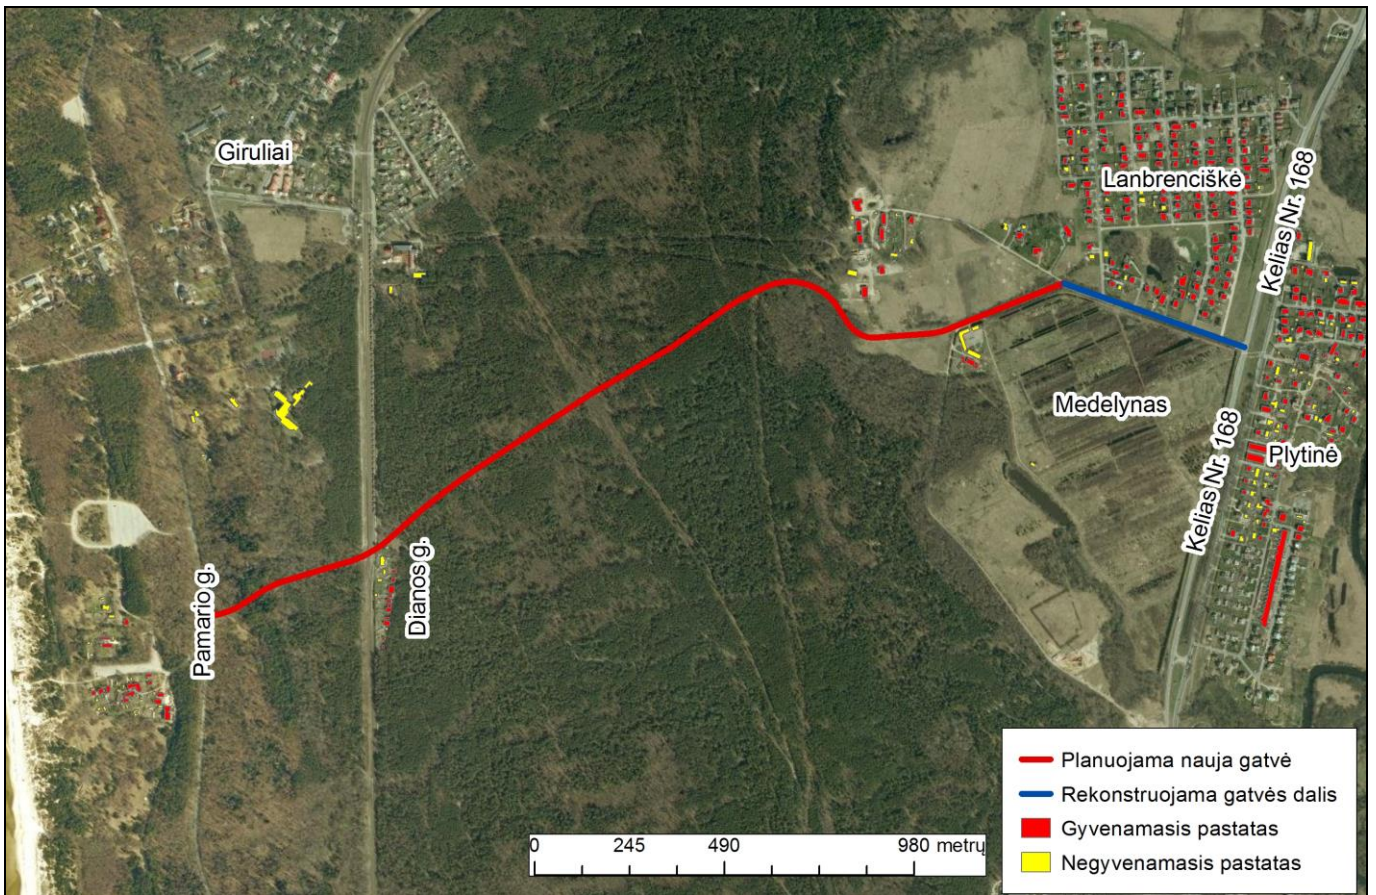 Giruliai
Lanbrenciškė
Kelias Nr. 168
Medelynas
Kelias Nr. 168
Plytinė
Pamario g.
Dianos g.
Planuojama nauja gatvė
Rekonstruojama gatvės dalis
Gyvenamasis pastatas
Negyvenamasis pastatas
0 245 490 980 metrų